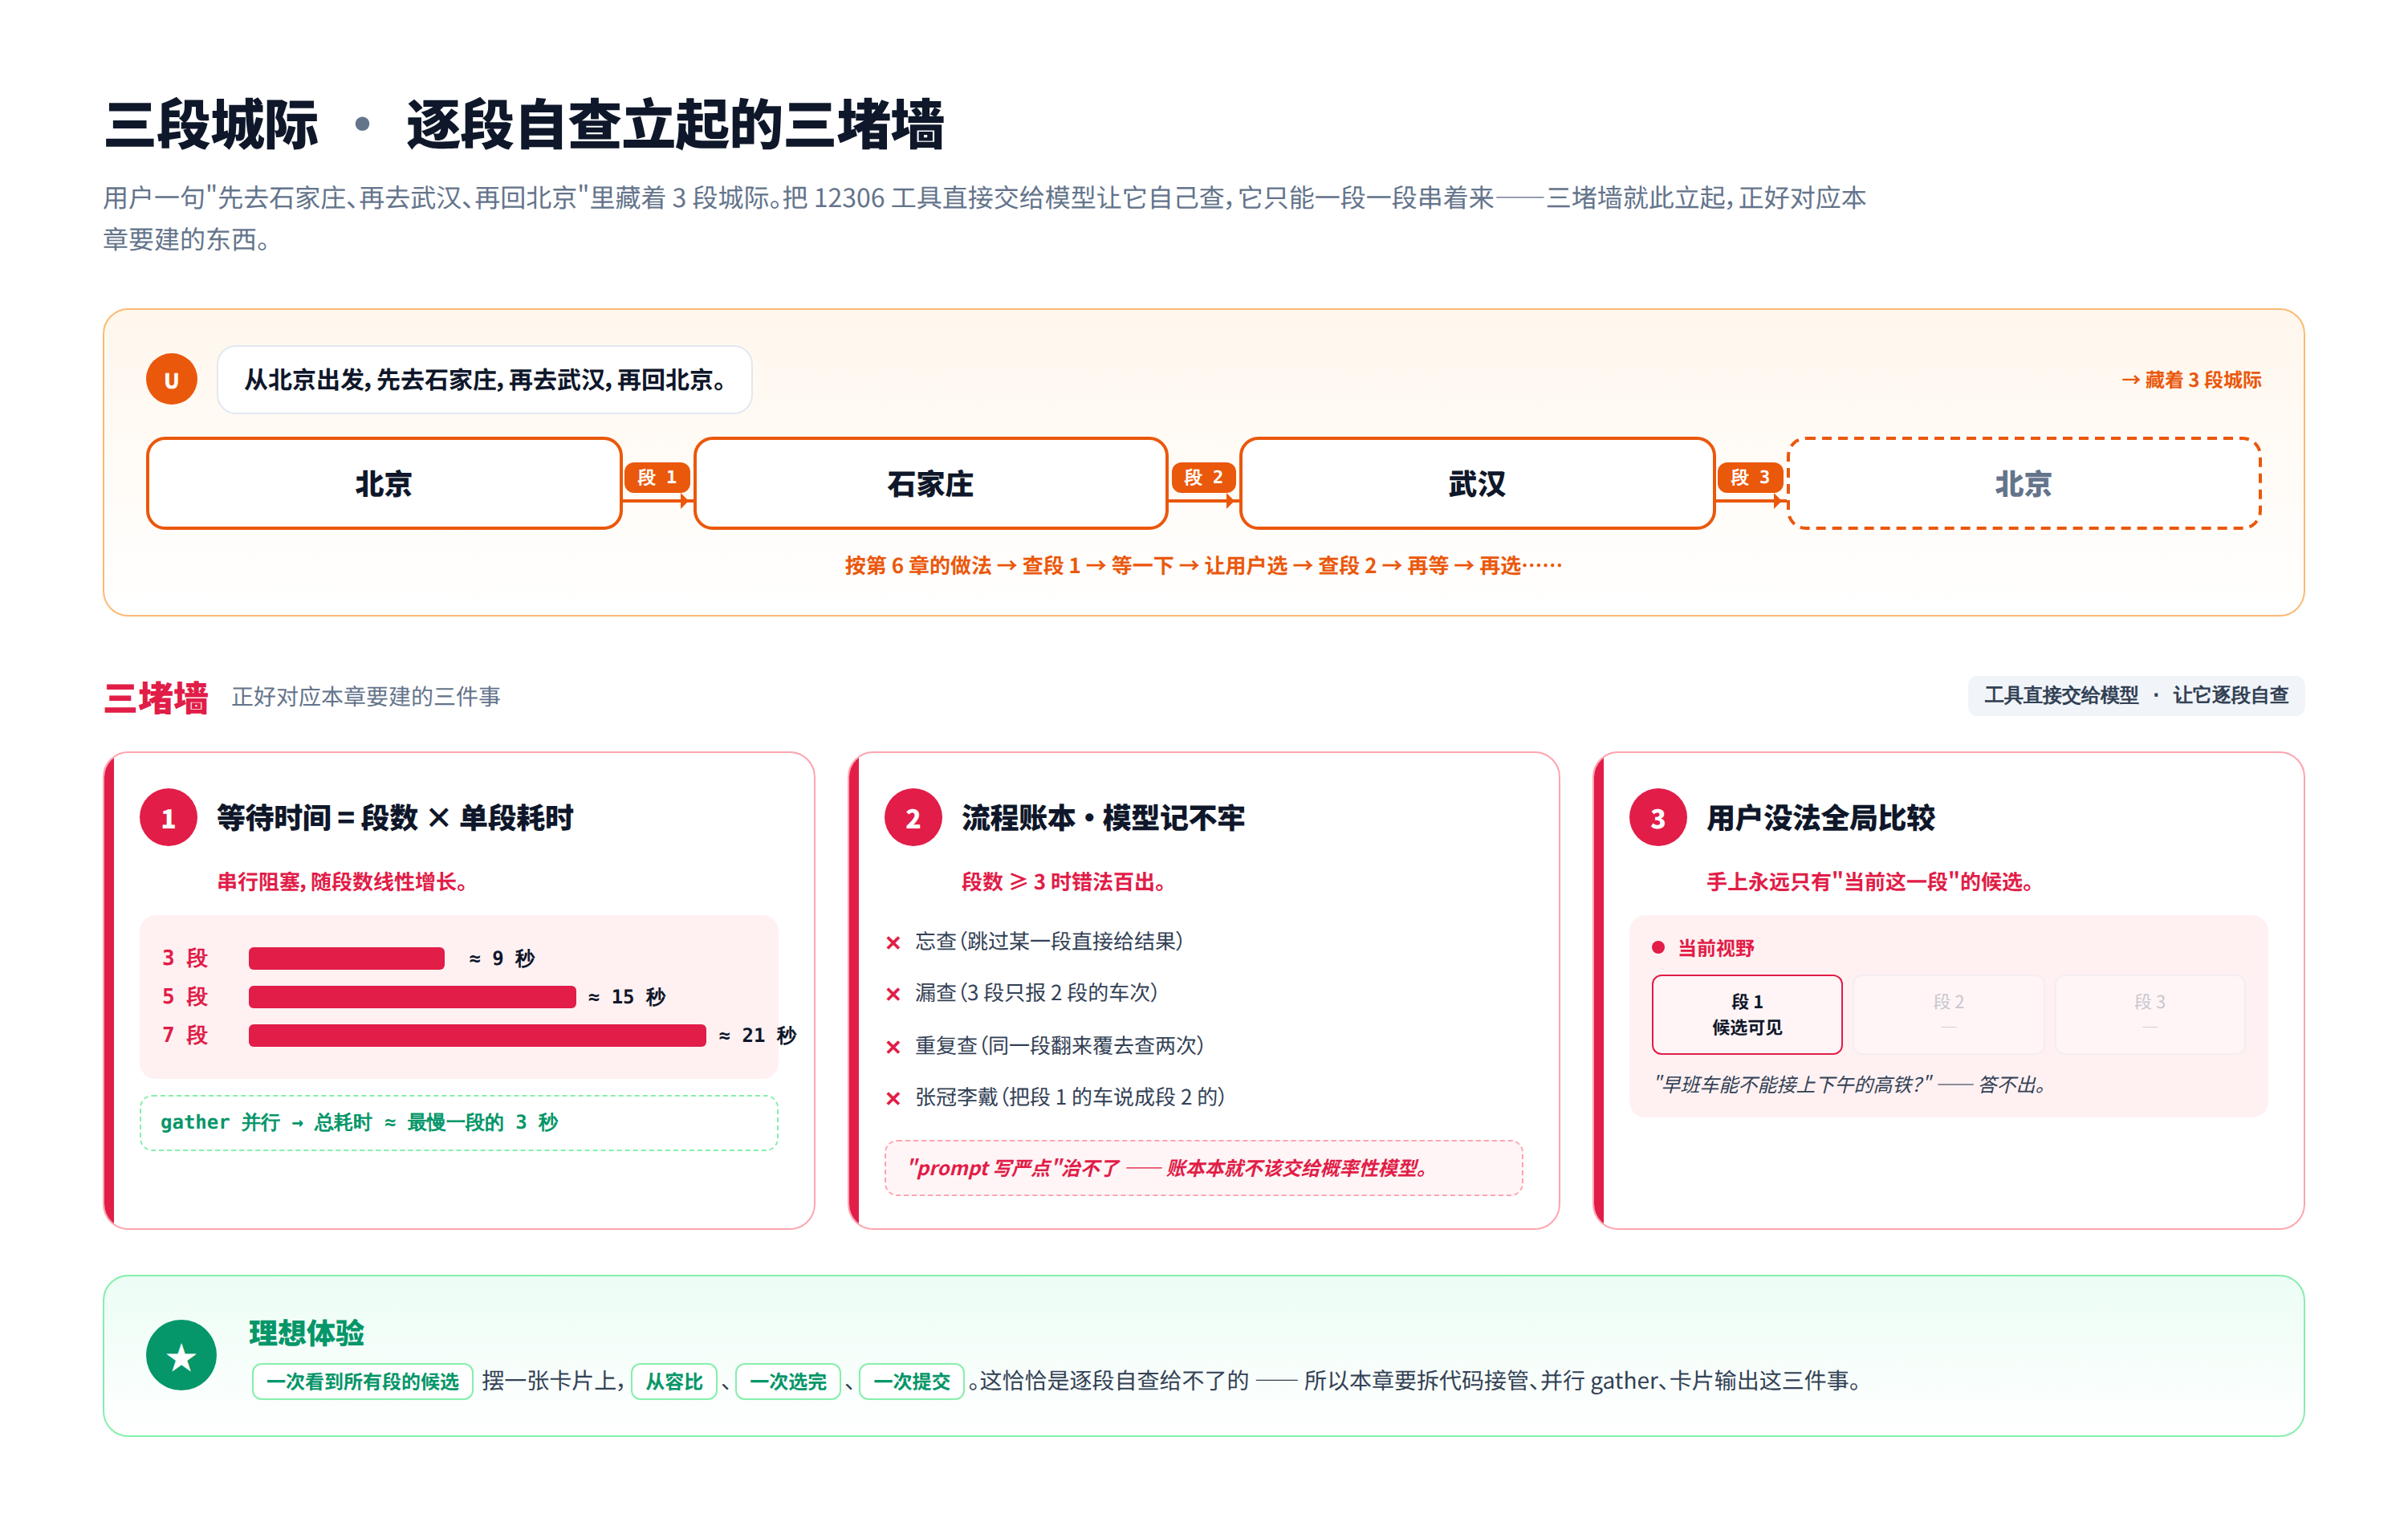 三段城际 · 逐段自查立起的三堵墙
用户一句"先去石家庄、再去武汉、再回北京"里藏着 3 段城际。把 12306 工具直接交给模型让它自己查，它只能一段一段串着来——三堵墙就此立起，正好对应本
章要建的东西。
U
从北京出发，先去石家庄，再去武汉，再回北京。
→ 藏着 3 段城际
北京
段 1
石家庄
段 2
武汉
段 3
北京
按第 6 章的做法 → 查段 1 → 等一下 → 让用户选 → 查段 2 → 再等 → 再选……
三堵墙
正好对应本章要建的三件事
工具直接交给模型 · 让它逐段自查
1
等待时间 = 段数 × 单段耗时
串行阻塞，随段数线性增长。
3 段 ≈ 9 秒
5 段 ≈ 15 秒
7 段 ≈ 21 秒
gather 并行 → 总耗时 ≈ 最慢一段的 3 秒
2
流程账本 · 模型记不牢
段数 ≥ 3 时错法百出。
× 忘查（跳过某一段直接给结果）
× 漏查（3 段只报 2 段的车次）
× 重复查（同一段翻来覆去查两次）
× 张冠李戴（把段 1 的车说成段 2 的）
"prompt 写严点"治不了 —— 账本本就不该交给概率性模型。
3
用户没法全局比较
手上永远只有"当前这一段"的候选。
当前视野
段 1
候选可见
段 2
—
段 3
—
"早班车能不能接上下午的高铁？" —— 答不出。
★
理想体验
一次看到所有段的候选 摆一张卡片上，从容比、一次选完、一次提交。这恰恰是逐段自查给不了的 —— 所以本章要拆代码接管、并行 gather、卡片输出这三件事。